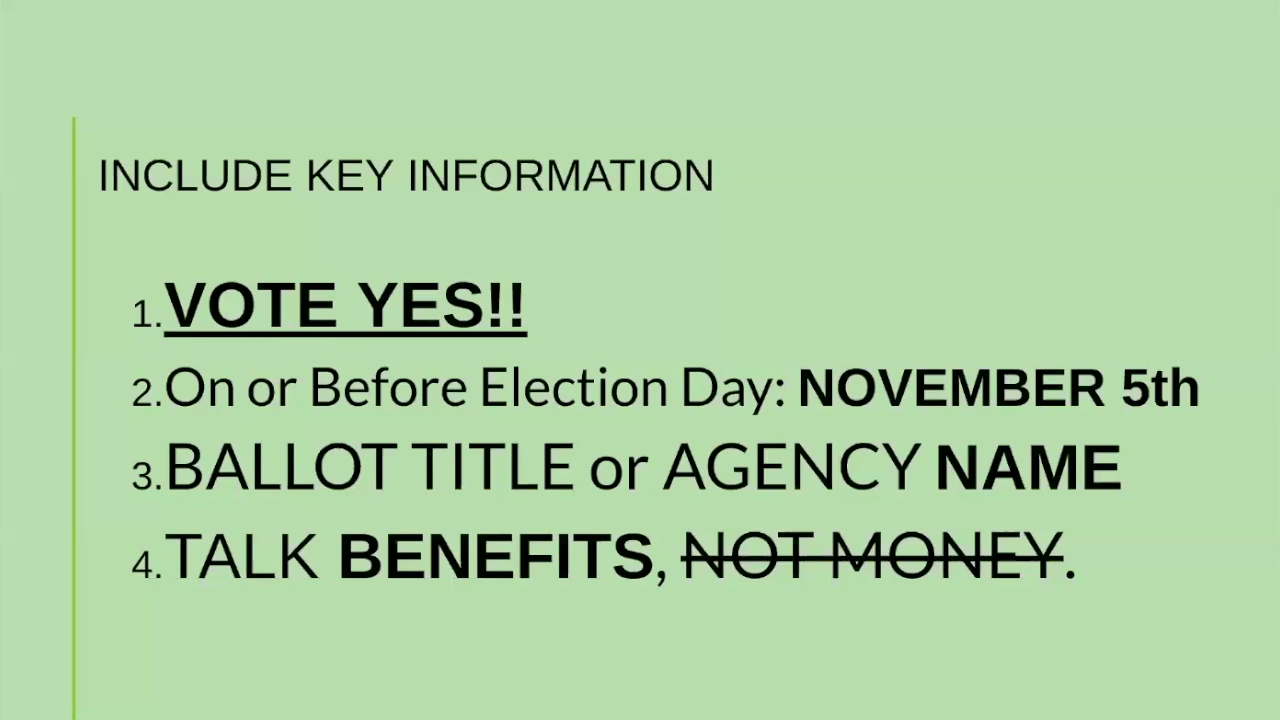 INCLUDE KEY INFORMATION
1.VOTE YES!!
2.On or Before Election Day: NOVEMBER 5th
3.BALLOT TITLE or AGENCY NAME
4.TALK BENEFITS, NOT MONEY.